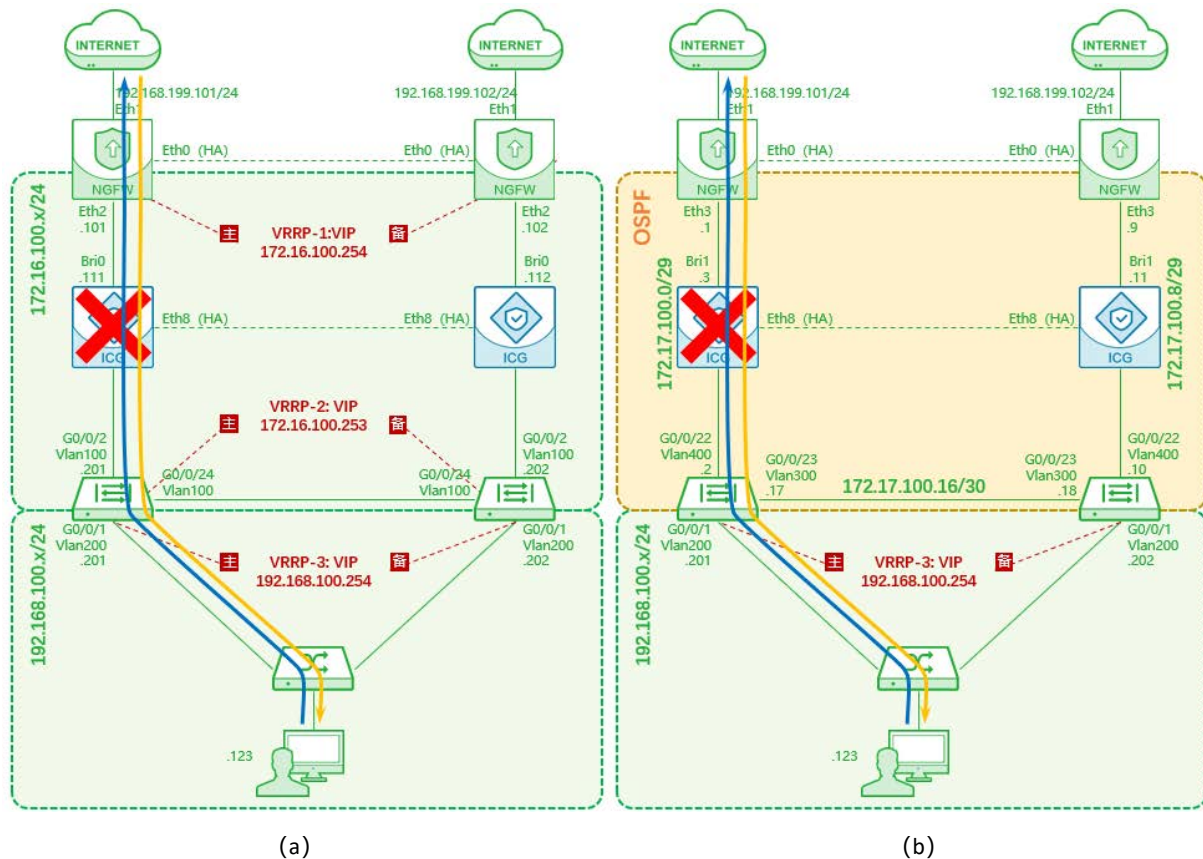 INTERNET
INTERNET
192.168.199.101/24
Eth1
192.168.199.102/24
Eth1
Eth0 (HA)
Eth0 (HA)
NGFW
NGFW
172.16.100.x/24
Eth2
.101
主
VRRP-1:VIP
172.16.100.254
备
Eth2
.102
Bri0
.111
Bri0
.112
Eth8 (HA)
Eth8 (HA)
ICG
ICG
主
VRRP-2: VIP
172.16.100.253
备
G0/0/2
Vlan100
.201
G0/0/24
Vlan100
G0/0/24
Vlan100
G0/0/2
Vlan100
.202
192.168.100.x/24
G0/0/1
Vlan200
.201
主
VRRP-3: VIP
192.168.100.254
备
G0/0/1
Vlan200
.202
.123
(a)
INTERNET
INTERNET
192.168.199.101/24
Eth1
192.168.199.102/24
Eth1
Eth0 (HA)
Eth0 (HA)
NGFW
NGFW
OSPF
Eth3
.1
Eth3
.9
172.17.100.0/29
Bri1
.3
Bri1
.11
172.17.100.8/29
Eth8 (HA)
Eth8 (HA)
ICG
ICG
G0/0/22
Vlan400
.2
G0/0/23
Vlan300
.17
172.17.100.16/30
G0/0/23
Vlan300
.18
G0/0/22
Vlan400
.10
192.168.100.x/24
G0/0/1
Vlan200
.201
主
VRRP-3: VIP
192.168.100.254
备
G0/0/1
Vlan200
.202
.123
(b)